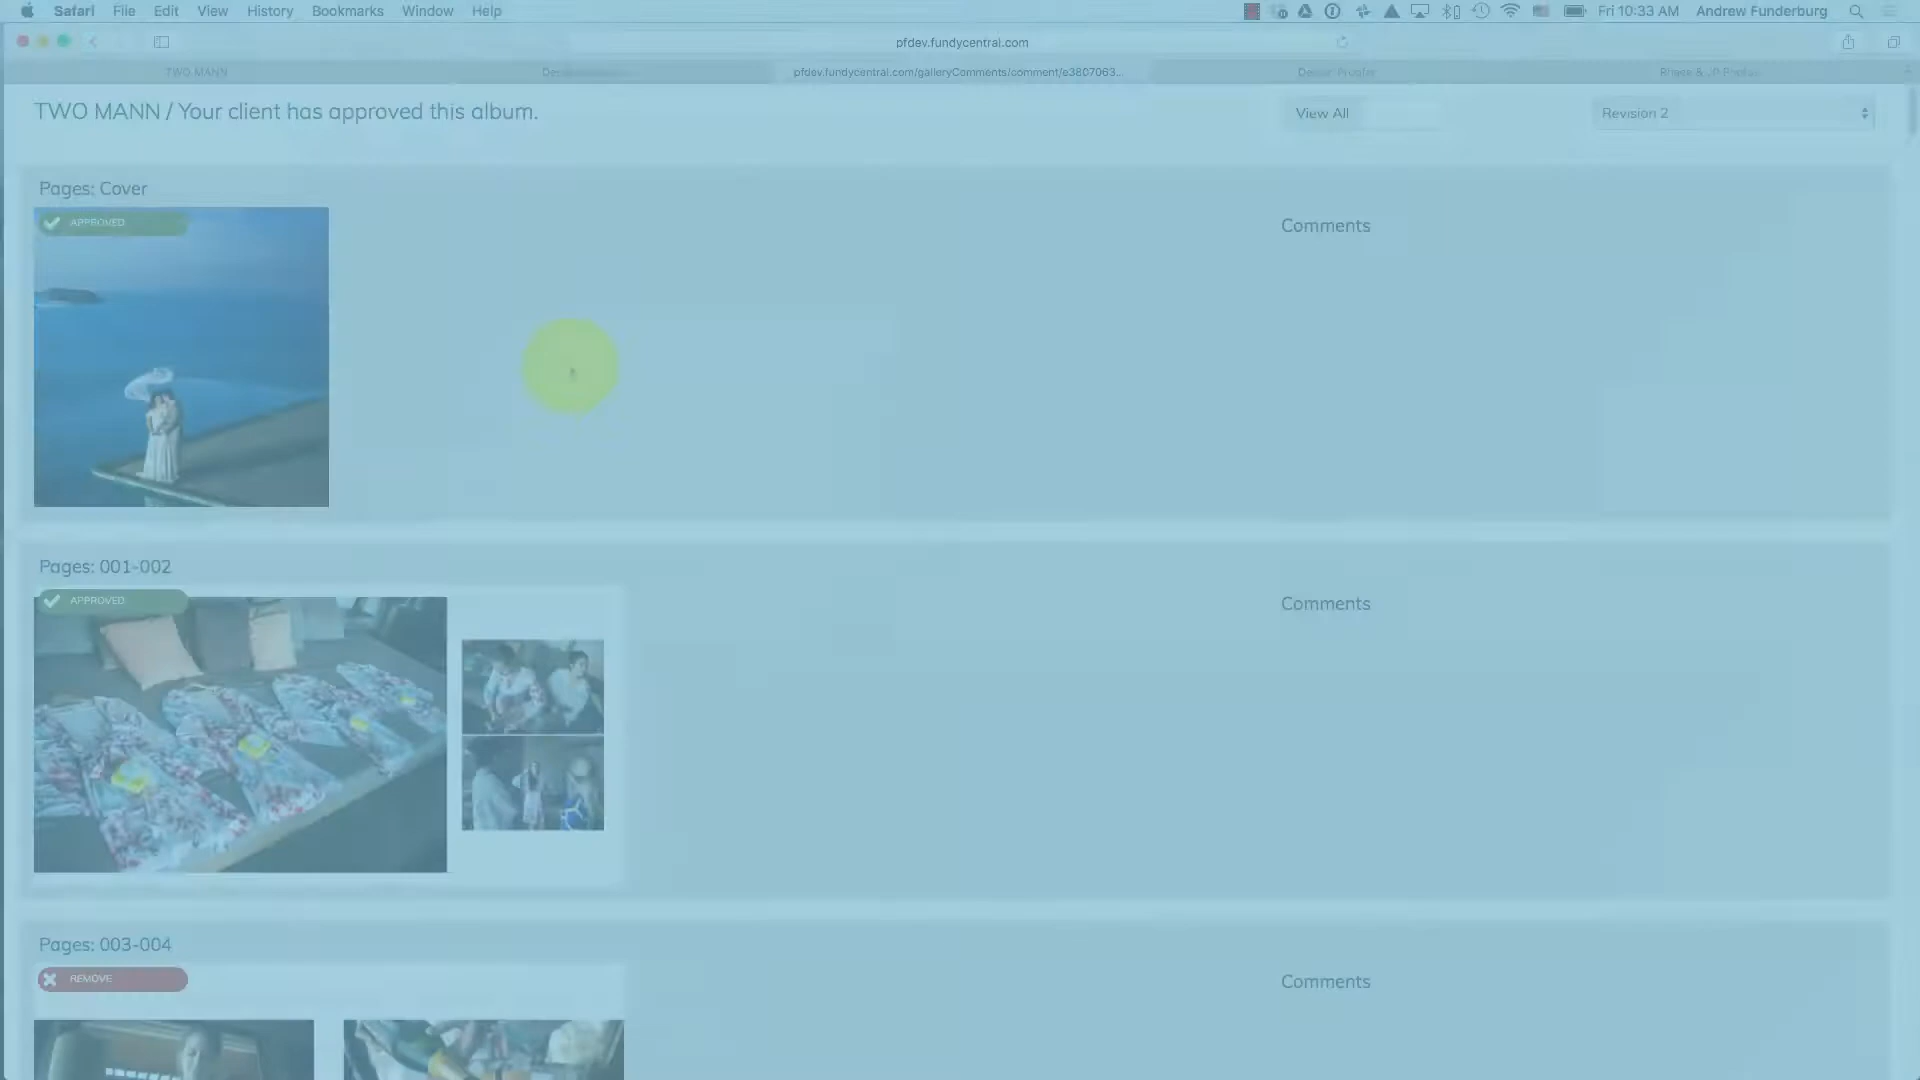 Safari File Edit View History Bookmarks Window Help Fri 10:33 AM Andrew Funderburg
pfdev.fundycentral.com
TWO MANN pfdev.fundycentral.com/galleryComments/comment/e3807063...
TWO MANN / Your client has approved this album. View All Revision 2
Pages: Cover
APPROVED
Comments
Pages: 001-002
APPROVED
Comments
Pages: 003-004
REMOVE
Comments